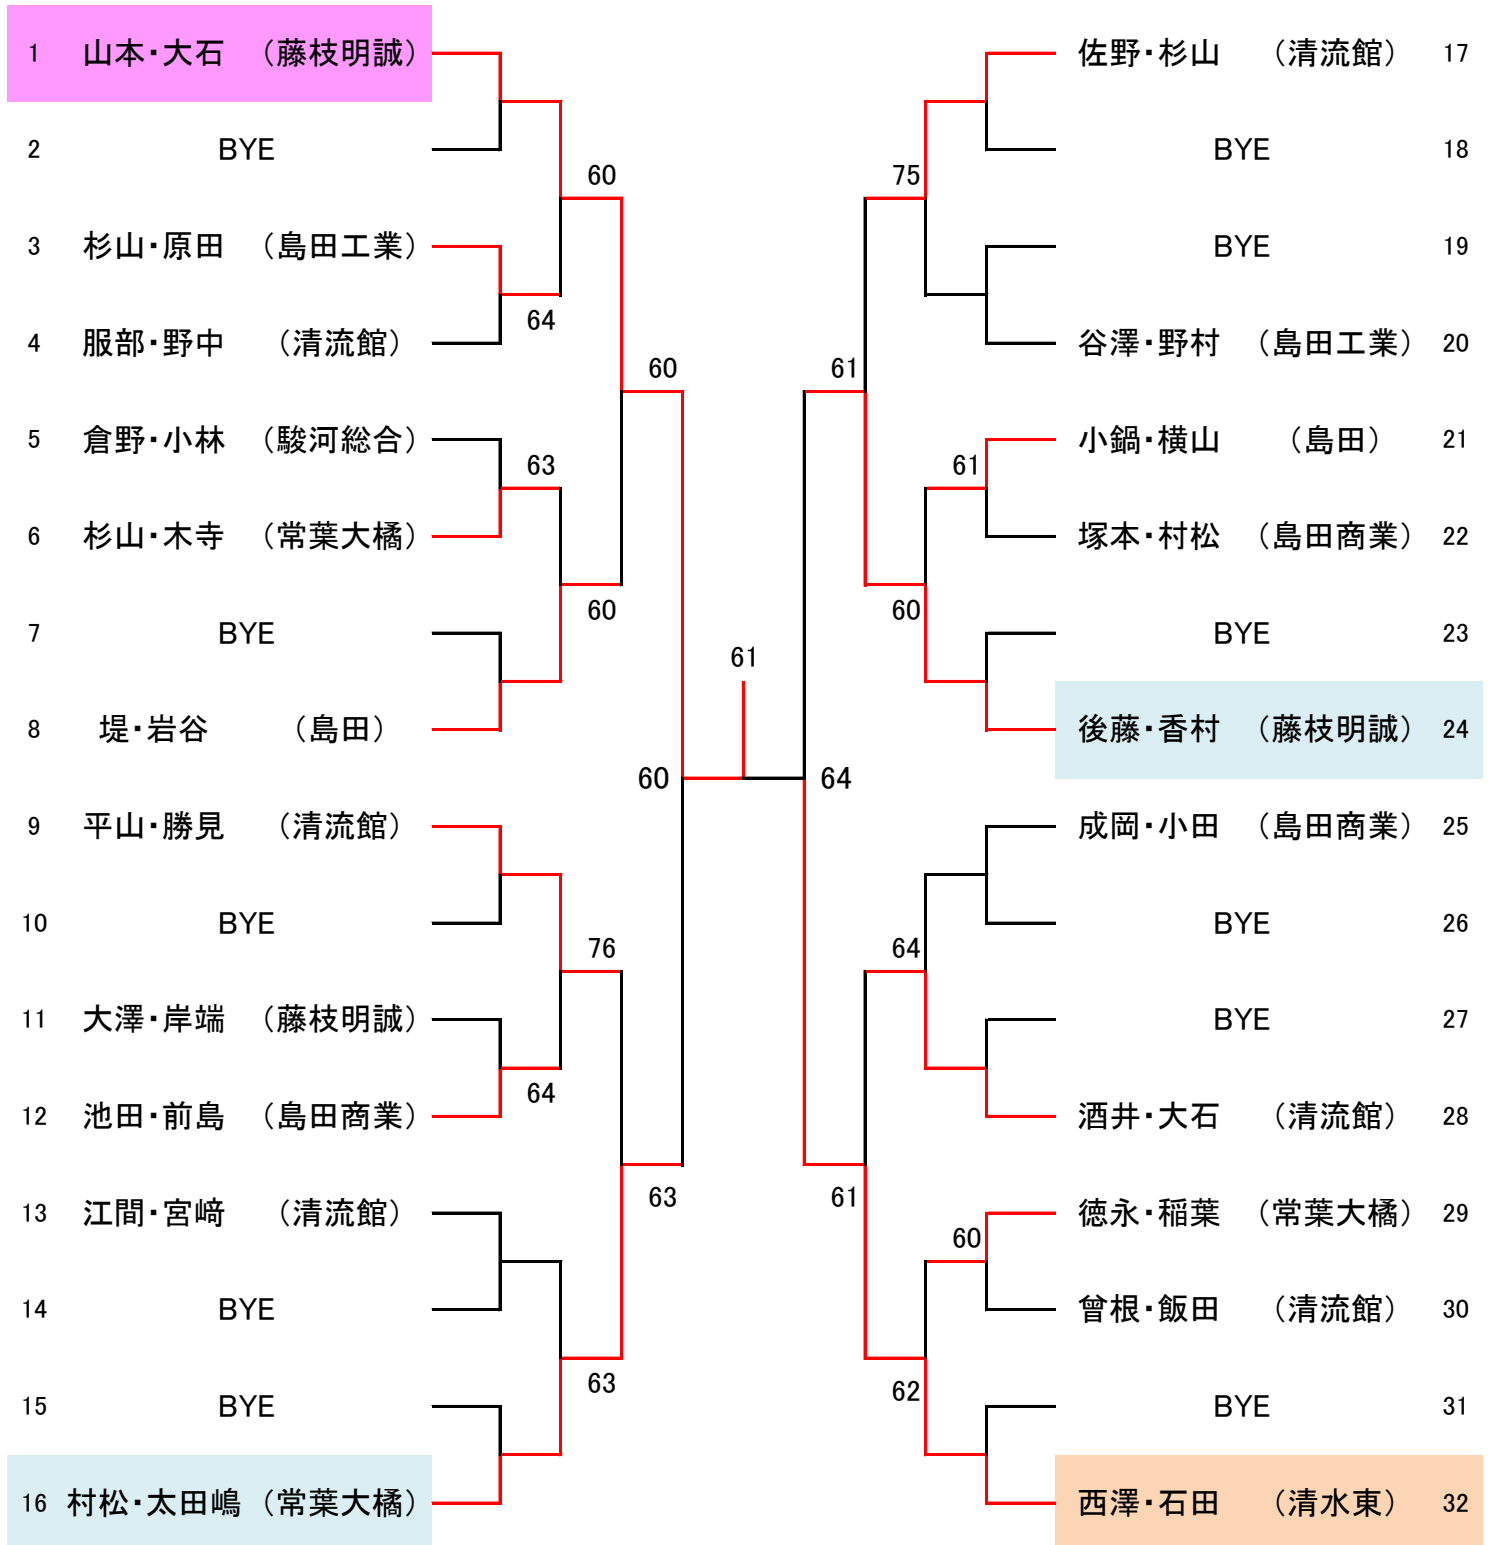 1 山本・大石 （藤枝明誠）
2 BYE
3 杉山・原田 （島田工業）
4 服部・野中 （清流館）
5 倉野・小林 （駿河総合）
6 杉山・木寺 （常葉大橘）
7 BYE
8 堤・岩谷 （島田）
9 平山・勝見 （清流館）
10 BYE
11 大澤・岸端 （藤枝明誠）
12 池田・前島 （島田商業）
13 江間・宮﨑 （清流館）
14 BYE
15 BYE
16 村松・太田嶋 （常葉大橘）
64
63
64
60
60
76
63
60
63
60
61
64
61
61
75
60
64
62
61
60
佐野・杉山 （清流館） 17
BYE 18
BYE 19
谷澤・野村 （島田工業） 20
小鍋・横山 （島田） 21
塚本・村松 （島田商業） 22
BYE 23
後藤・香村 （藤枝明誠） 24
成岡・小田 （島田商業） 25
BYE 26
BYE 27
酒井・大石 （清流館） 28
徳永・稲葉 （常葉大橘） 29
曾根・飯田 （清流館） 30
BYE 31
西澤・石田 （清水東） 32